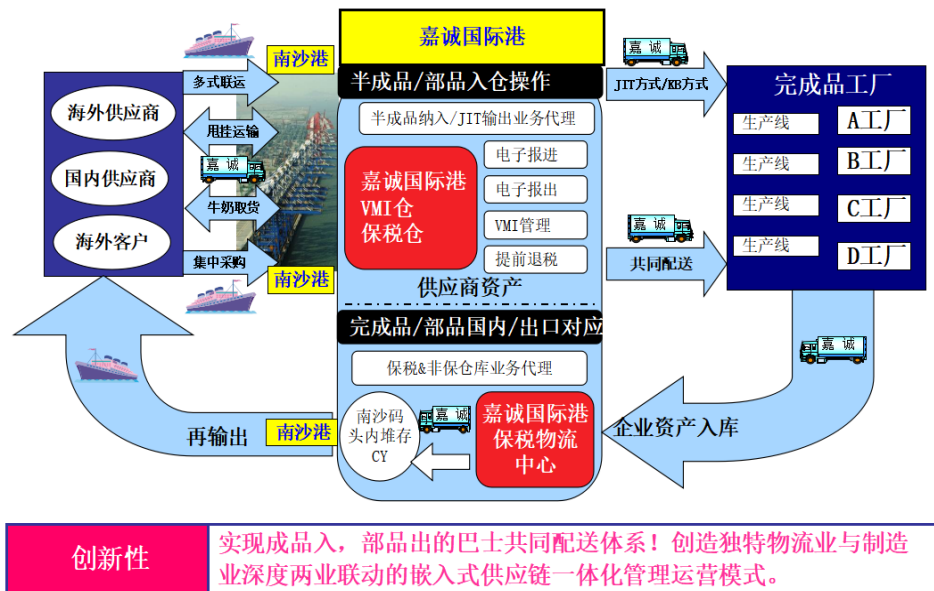 嘉诚国际港
南沙港
嘉诚
多式联运
半成品/部品入仓操作
JIT方式/KB方式
完成品工厂
海外供应商
国内供应商
海外客户
甩挂运输
嘉诚
牛奶取货
集中采购
南沙港
半成品纳入/JIT输出业务代理
嘉诚国际港
VMI仓
保税仓
电子报进
电子报出
VMI管理
提前退税
供应商资产
嘉诚
共同配送
生产线
A工厂
生产线
B工厂
生产线
C工厂
生产线
D工厂
完成品/部品国内/出口对应
保税&非保仓库业务代理
嘉诚
南沙码
头内堆存
CY
嘉诚
嘉诚国际港
保税物流
中心
企业资产入库
再输出
南沙港
创新性
实现成品入，部品出的巴士共同配送体系！创造独特物流业与制造
业深度两业联动的嵌入式供应链一体化管理运营模式。